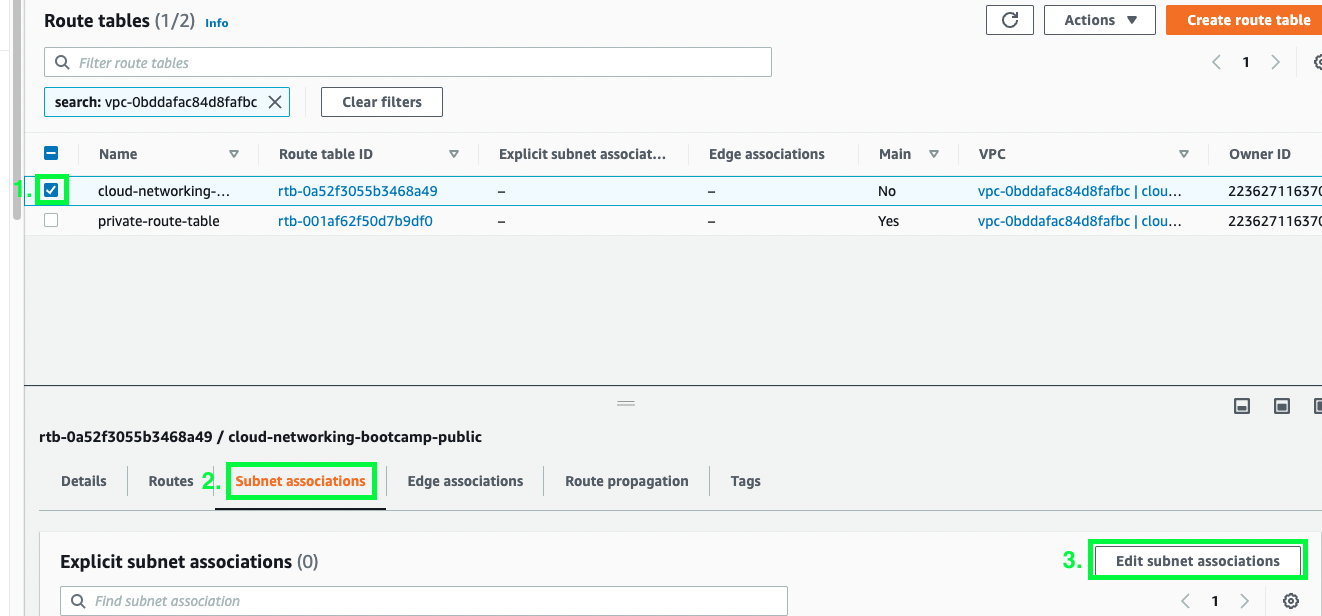 Route tables (1/2) Info
Actions
Create route table
Filter route tables
1
search: vpc-0bddafac84d8fafbc
Clear filters
Name Route table ID Explicit subnet associat... Edge associations Main VPC Owner ID
1. cloud-networking-... rtb-0a52f3055b3468a49 – – No vpc-0bddafac84d8fafbc | clou... 223627116370
private-route-table rtb-001af62f50d7b9df0 – – Yes vpc-0bddafac84d8fafbc | clou... 223627116370
rtb-0a52f3055b3468a49 / cloud-networking-bootcamp-public
Details Routes 2. Subnet associations Edge associations Route propagation Tags
Explicit subnet associations (0)
3. Edit subnet associations
Find subnet association
1